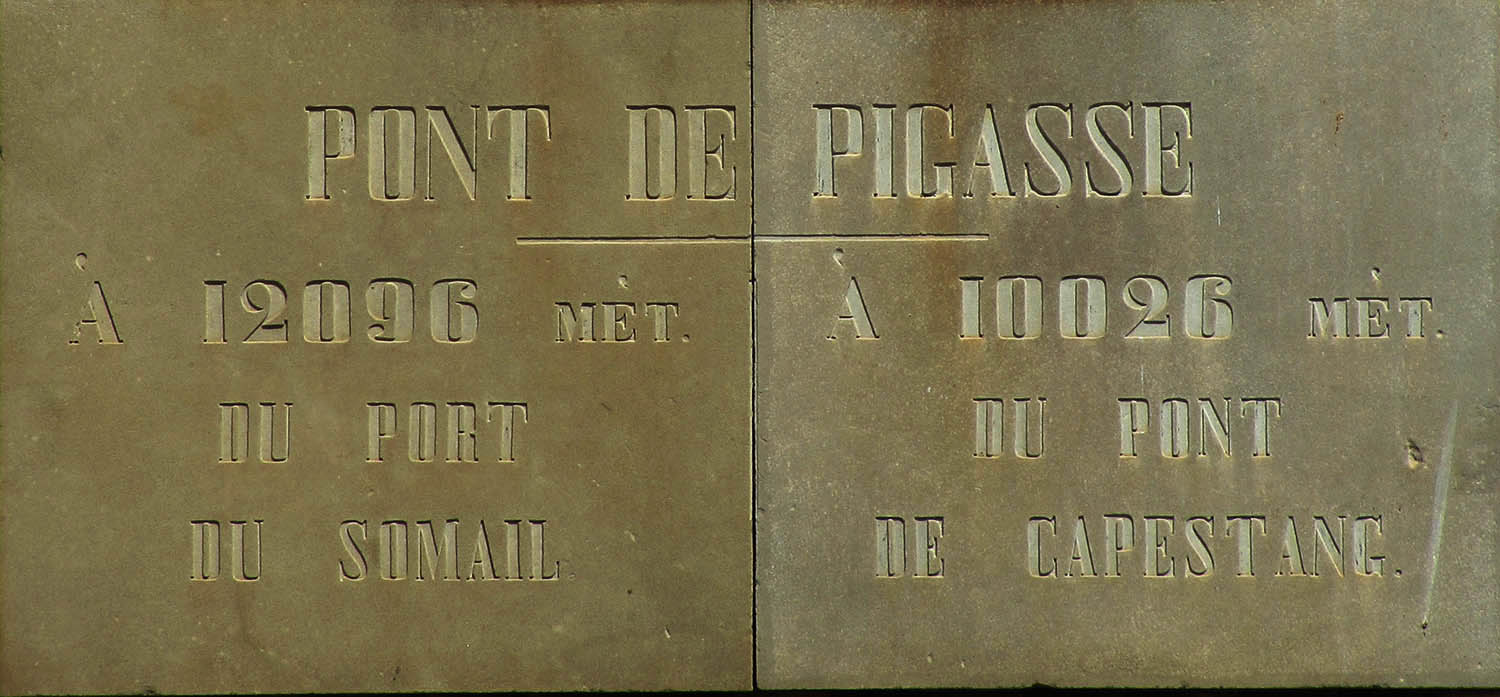 PONT DE PIGASSE
À 12096 MÈT.
DU PORT
DU SOMAIL.
À 10026 MÈT.
DU PONT
DE CAPESTANG.